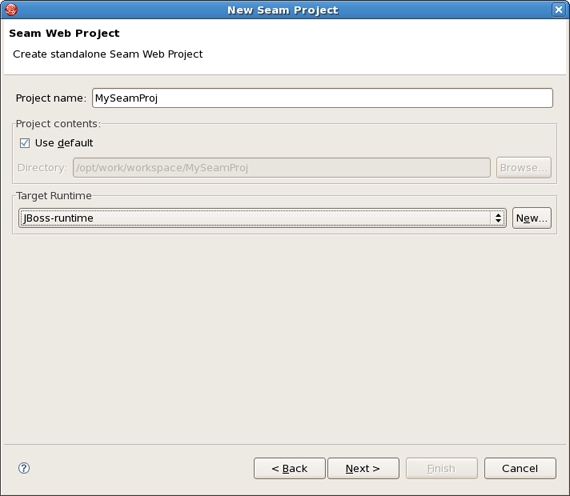 New Seam Project
Seam Web Project
Create standalone Seam Web Project
Project name: MySeamProj
Project contents:
Use default
Directory: /opt/work/workspace/MySeamProj Browse...
Target Runtime
JBoss-runtime New...
? < Back Next > Finish Cancel